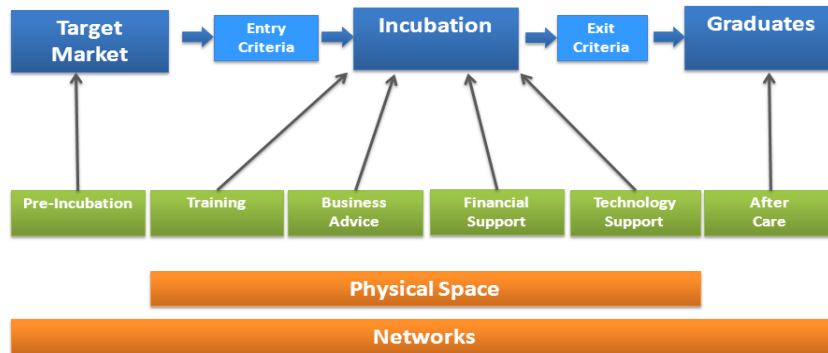 Target
Market
Entry
Criteria
Incubation
Exit
Criteria
Graduates
Pre-Incubation
Training
Business
Advice
Financial
Support
Technology
Support
After
Care
Physical Space
Networks